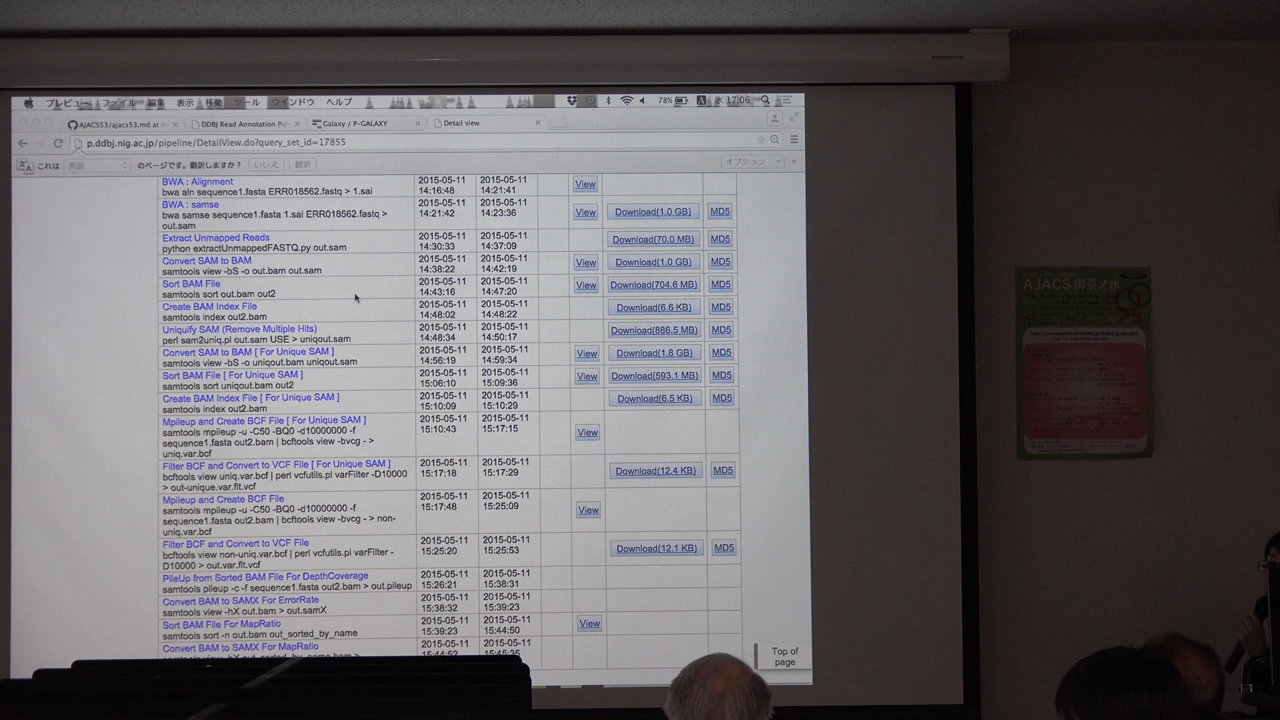 プレビュー ファイル 編集 表示 移動 ツール ウインドウ ヘルプ 78% A 水 17:06
AJACS53/ajacs53.md at DDBJ Read Annotation Galaxy / P-GALAXY Detail view
p.ddbj.nig.ac.jp/pipeline/DetailView.do?query_set_id=17855
これは 英語 のページです。翻訳しますか? いいえ 翻訳 オプション
BWA : Alignment
bwa aln sequence1.fasta ERR018562.fastq > 1.sai
2015-05-11 14:16:48
2015-05-11 14:21:41
View
BWA : samse
bwa samse sequence1.fasta 1.sai ERR018562.fastq >
out.sam
2015-05-11 14:21:42
2015-05-11 14:23:36
View Download(1.0 GB) MD5
Extract Unmapped Reads
python extractUnmappedFASTQ.py out.sam
2015-05-11 14:30:33
2015-05-11 14:37:09
Download(70.0 MB) MD5
Convert SAM to BAM
samtools view -bS -o out.bam out.sam
2015-05-11 14:38:22
2015-05-11 14:42:19
View Download(1.0 GB) MD5
Sort BAM File
samtools sort out.bam out2
2015-05-11 14:43:16
2015-05-11 14:47:20
View Download(704.6 MB) MD5
Create BAM Index File
samtools index out2.bam
2015-05-11 14:48:02
2015-05-11 14:48:22
Download(6.6 KB) MD5
Uniquify SAM (Remove Multiple Hits)
perl sam2uniq.pl out.sam USE > uniqout.sam
2015-05-11 14:48:34
2015-05-11 14:50:17
Download(886.5 MB) MD5
Convert SAM to BAM [ For Unique SAM ]
samtools view -bS -o uniqout.bam uniqout.sam
2015-05-11 14:56:19
2015-05-11 14:59:34
View Download(1.8 GB) MD5
Sort BAM File [ For Unique SAM ]
samtools sort uniqout.bam out2
2015-05-11 15:06:10
2015-05-11 15:09:36
View Download(593.1 MB) MD5
Create BAM Index File [ For Unique SAM ]
samtools index out2.bam
2015-05-11 15:10:09
2015-05-11 15:10:29
Download(6.5 KB) MD5
Mpileup and Create BCF File [ For Unique SAM ]
samtools mpileup -u -C50 -BQ0 -d10000000 -f
sequence1.fasta out2.bam | bcftools view -bvcg - >
uniq.var.bcf
2015-05-11 15:10:43
2015-05-11 15:17:15
View
Filter BCF and Convert to VCF File [ For Unique SAM ]
bcftools view uniq.var.bcf | perl vcfutils.pl varFilter -D10000
> out-unique.var.flt.vcf
2015-05-11 15:17:18
2015-05-11 15:17:29
Download(12.4 KB) MD5
Mpileup and Create BCF File
samtools mpileup -u -C50 -BQ0 -d10000000 -f
sequence1.fasta out2.bam | bcftools view -bvcg - > non-
uniq.var.bcf
2015-05-11 15:17:48
2015-05-11 15:25:09
View
Filter BCF and Convert to VCF File
bcftools view non-uniq.var.bcf | perl vcfutils.pl varFilter -
D10000 > out.var.flt.vcf
2015-05-11 15:25:20
2015-05-11 15:25:53
Download(12.1 KB) MD5
PileUp from Sorted BAM File For DepthCoverage
samtools pileup -c -f sequence1.fasta out2.bam > out.pileup
2015-05-11 15:26:21
2015-05-11 15:38:31
Convert BAM to SAMX For ErrorRate
samtools view -hX out.bam > out.samX
2015-05-11 15:38:32
2015-05-11 15:39:23
Sort BAM File For MapRatio
samtools sort -n out.bam out_sorted_by_name
2015-05-11 15:39:23
2015-05-11 15:44:50
View
Convert BAM to SAMX For MapRatio
2015-05-11 15:44:52
2015-05-11 15:45:35
Top of
page
AJACS 御茶ノ水